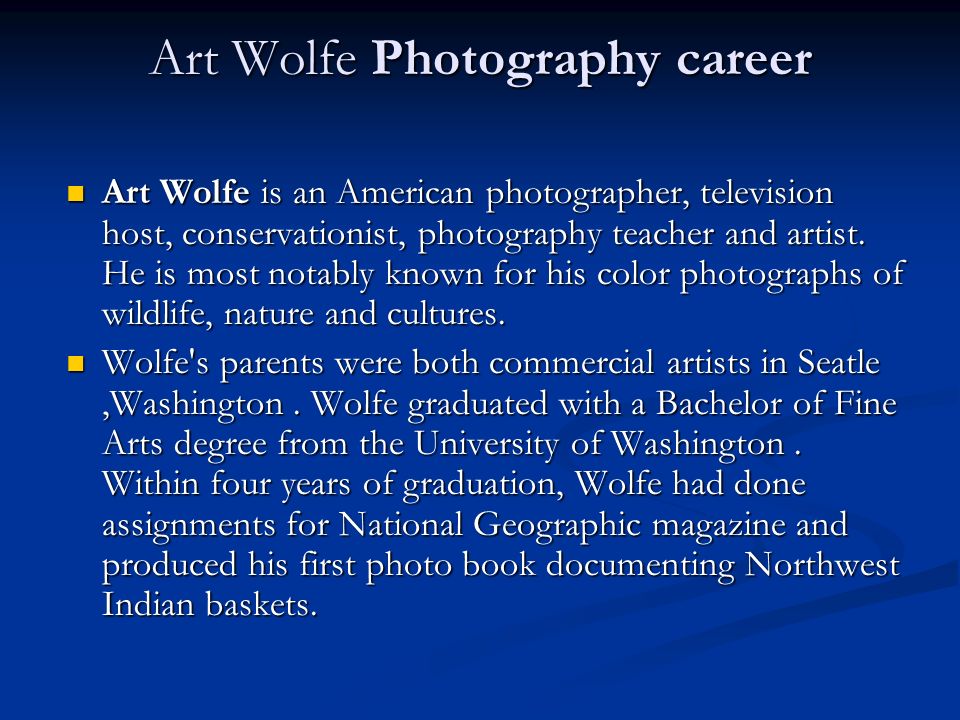 Art Wolfe Photography career
Art Wolfe is an American photographer, television
host, conservationist, photography teacher and artist.
He is most notably known for his color photographs of
wildlife, nature and cultures.
Wolfe's parents were both commercial artists in Seatle
,Washington . Wolfe graduated with a Bachelor of Fine
Arts degree from the University of Washington .
Within four years of graduation, Wolfe had done
assignments for National Geographic magazine and
produced his first photo book documenting Northwest
Indian baskets.